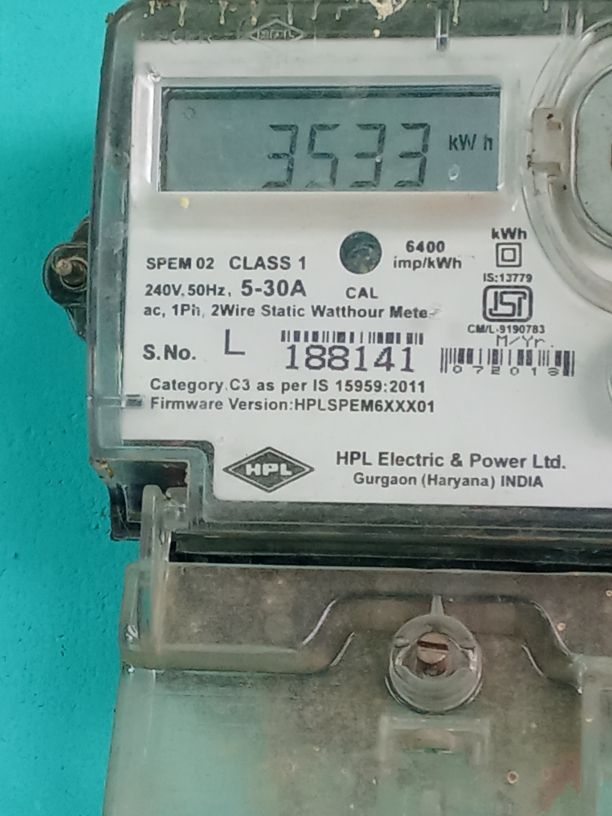 3533 kWh
6400
imp/kWh
kWh
IS:13779
SPEM 02 CLASS 1
240V, 50Hz, 5-30A
CAL
ac, 1Ph, 2Wire Static Watthour Meter
CM/L-9190783
M/Yr.
S.No. L 188141
072018
Category.C3 as per IS 15959:2011
Firmware Version:HPLSPEM6XXX01
HPL
HPL Electric & Power Ltd.
Gurgaon (Haryana) INDIA